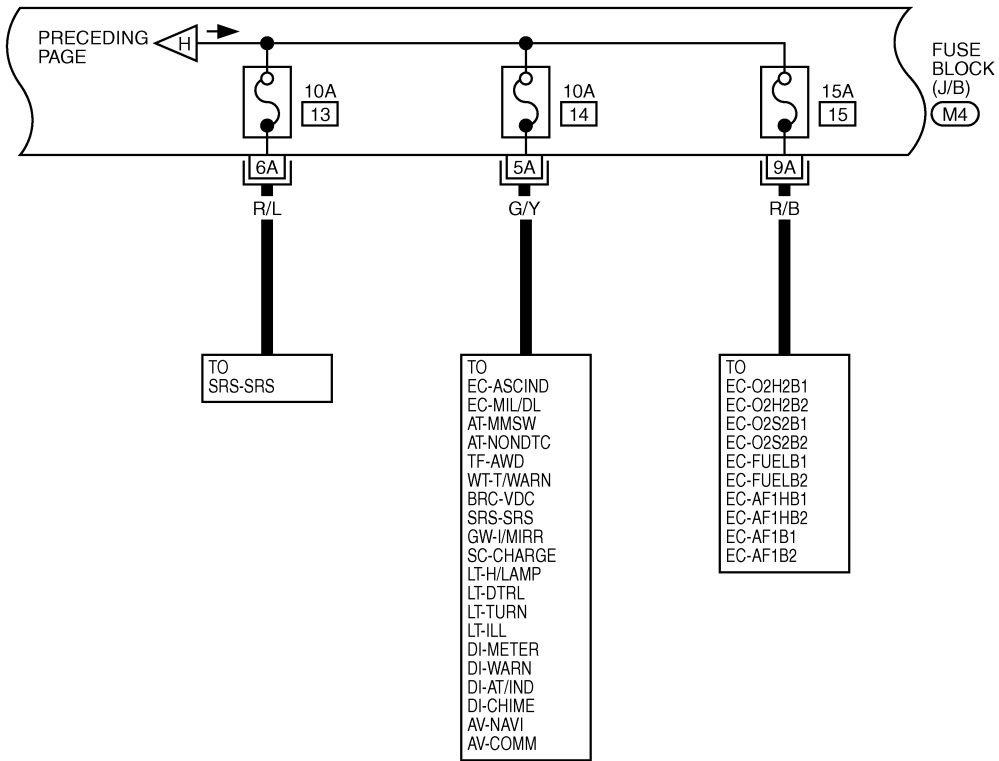 PRECEDING
PAGE
H
10A
13
10A
14
15A
15
FUSE
BLOCK
(J/B)
M4
6A
5A
9A
R/L
G/Y
R/B
TO
SRS-SRS
TO
EC-ASCIND
EC-MIL/DL
AT-MMSW
AT-NONDTC
TF-AWD
WT-T/WARN
BRC-VDC
SRS-SRS
GW-I/MIRR
SC-CHARGE
LT-H/LAMP
LT-DTRL
LT-TURN
LT-ILL
DI-METER
DI-WARN
DI-AT/IND
DI-CHIME
AV-NAVI
AV-COMM
TO
EC-O2H2B1
EC-O2H2B2
EC-O2S2B1
EC-O2S2B2
EC-FUELB1
EC-FUELB2
EC-AF1HB1
EC-AF1HB2
EC-AF1B1
EC-AF1B2